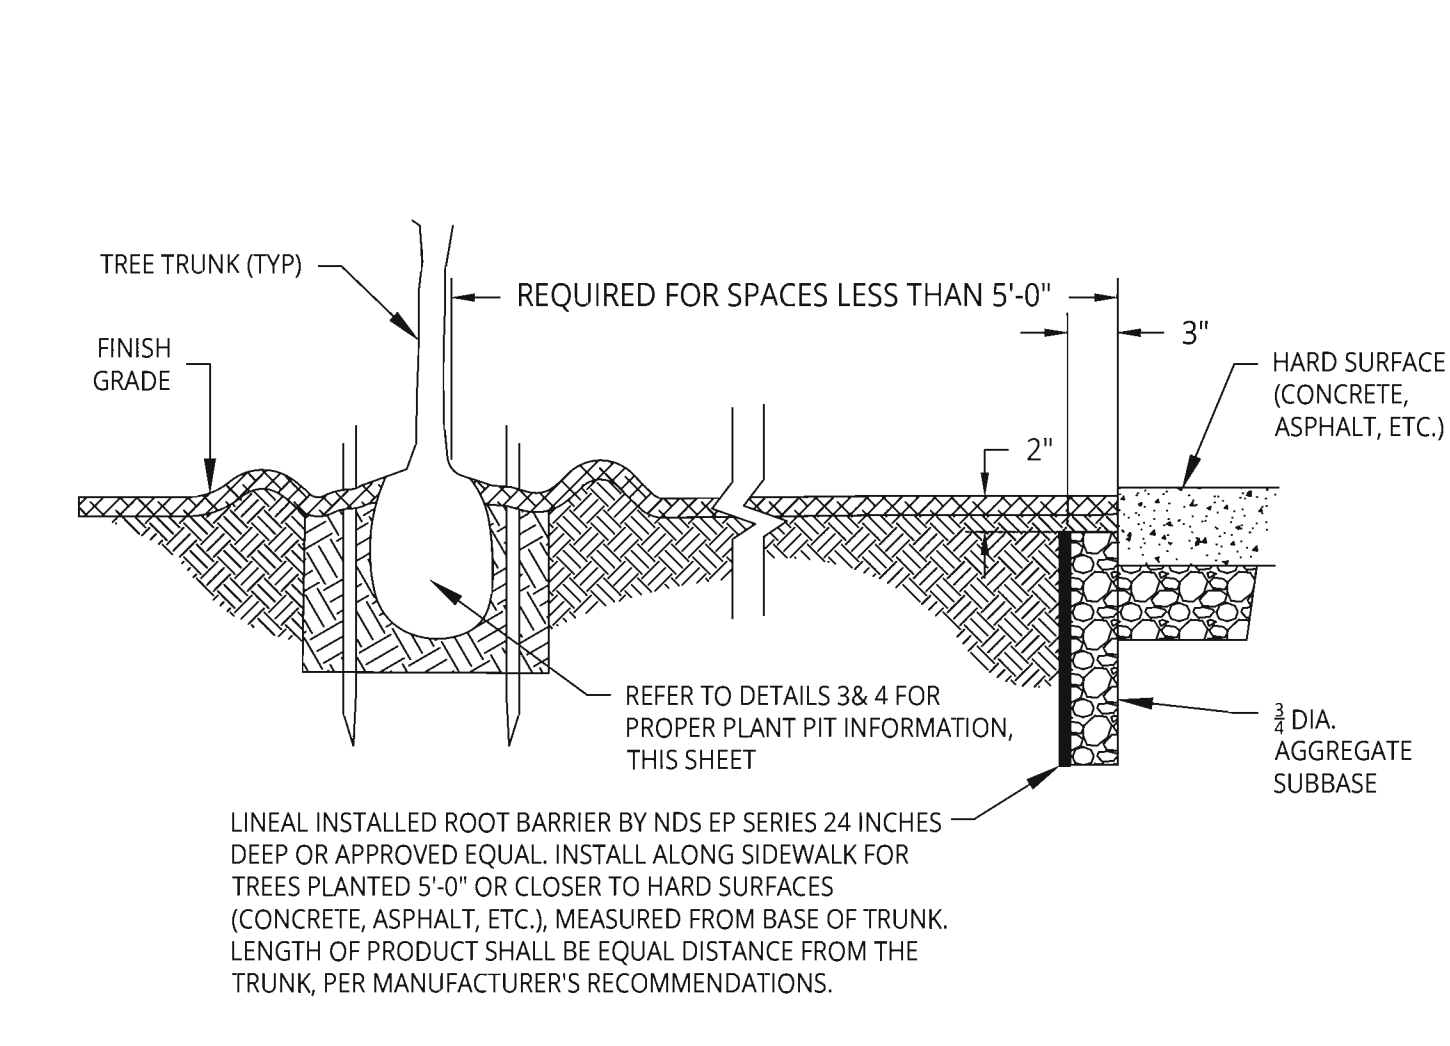 TREE TRUNK (TYP)
REQUIRED FOR SPACES LESS THAN 5'-0"
3"
FINISH
GRADE
HARD SURFACE
(CONCRETE,
ASPHALT, ETC.)
2"
REFER TO DETAILS 3& 4 FOR
PROPER PLANT PIT INFORMATION,
THIS SHEET
3/4 DIA.
AGGREGATE
SUBBASE
LINEAL INSTALLED ROOT BARRIER BY NDS EP SERIES 24 INCHES
DEEP OR APPROVED EQUAL. INSTALL ALONG SIDEWALK FOR
TREES PLANTED 5'-0" OR CLOSER TO HARD SURFACES
(CONCRETE, ASPHALT, ETC.), MEASURED FROM BASE OF TRUNK.
LENGTH OF PRODUCT SHALL BE EQUAL DISTANCE FROM THE
TRUNK, PER MANUFACTURER'S RECOMMENDATIONS.